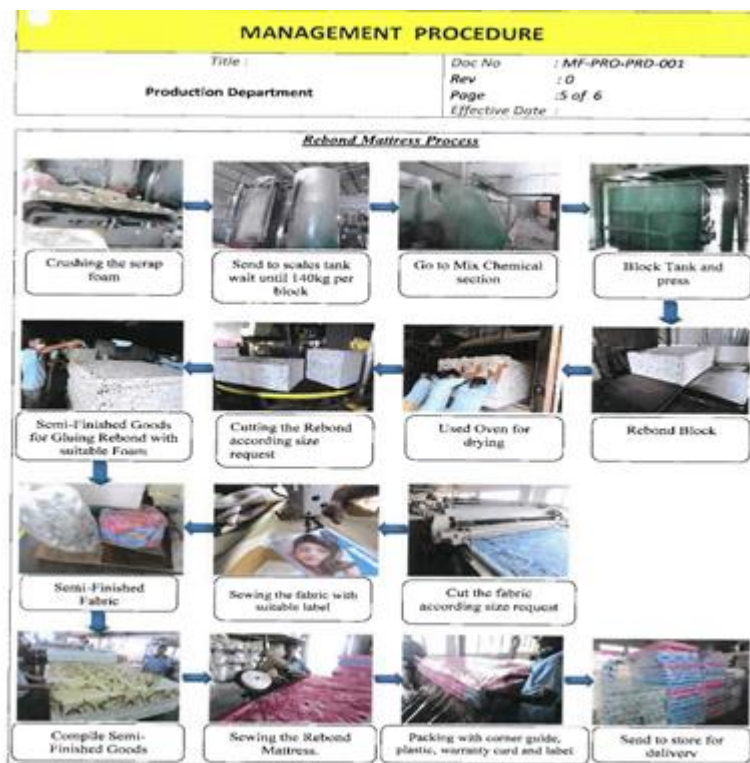 MANAGEMENT PROCEDURE
Title :
Production Department
Doc No : MF-PRO-PRD-001
Rev : 0
Page :5 of 6
Effective Date :
Rebond Mattress Process
Crushing the scrap
foam
Send to scales tank
wait until 140kg per
block
Go to Mix Chemical
section
Block Tank and
press
Semi-Finished Goods
for Gluing Rebond with
suitable Foam
Cutting the Rebond
according size
request
Used Oven for
drying
Rebond Block
Semi-Finished
Fabric
Sewing the fabric with
suitable label
Cut the fabric
according size request
Compile Semi-
Finished Goods
Sewing the Rebond
Mattress.
Packing with corner guide,
plastic, warranty card and label
Send to store for
delivery